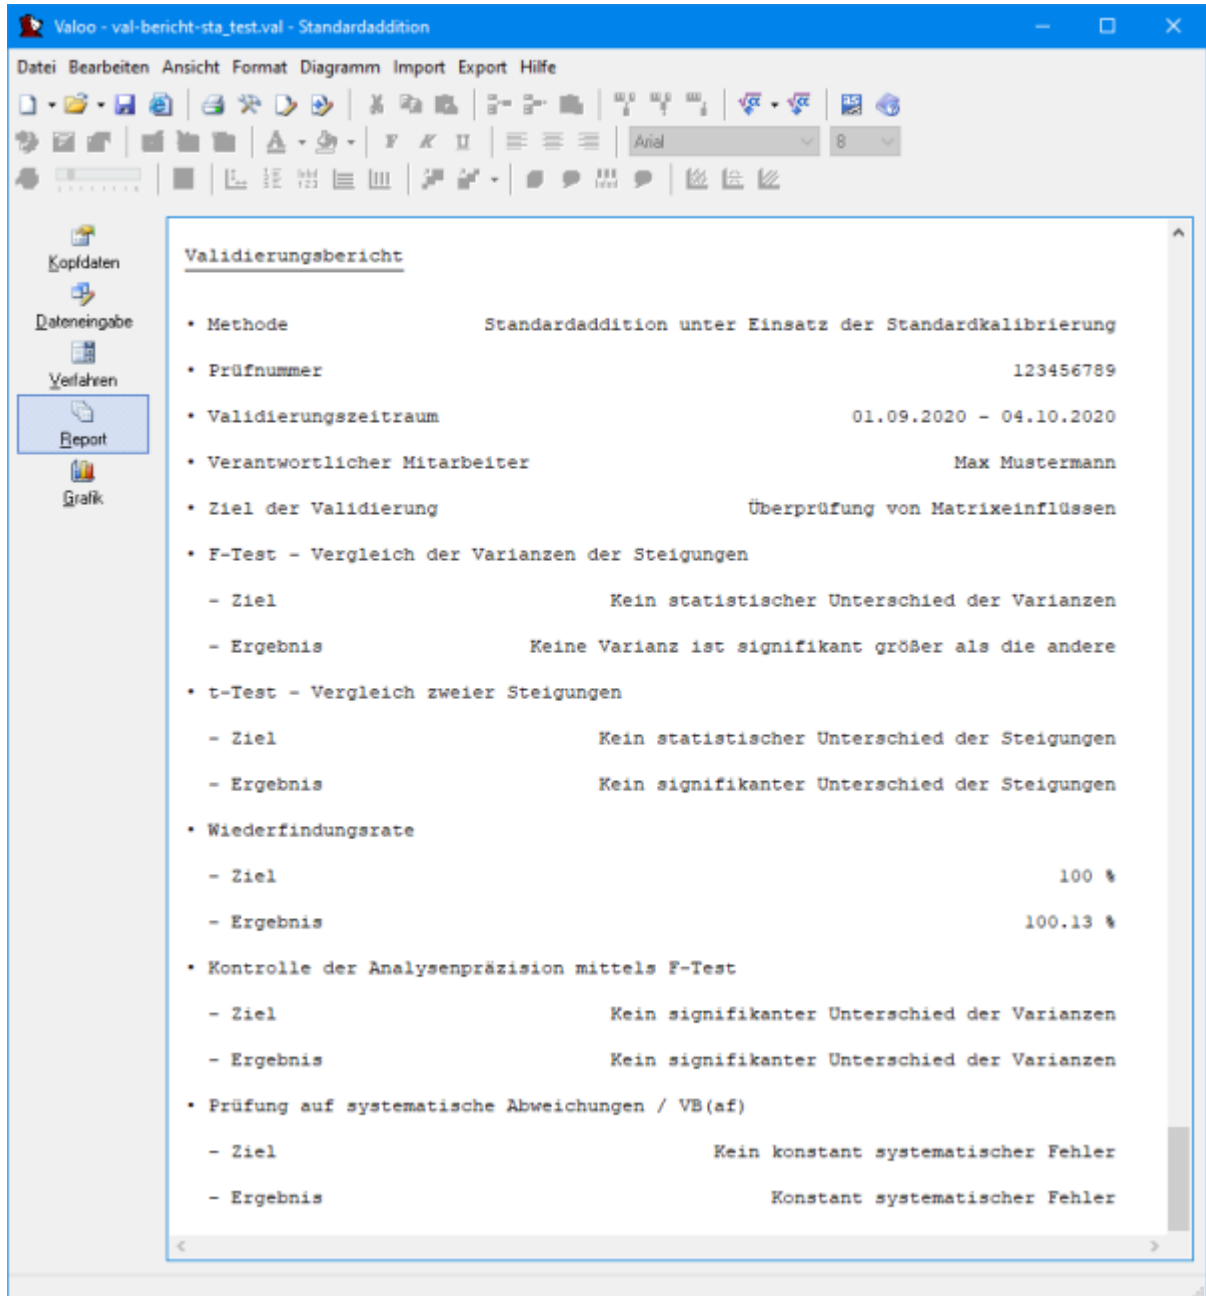 Valoo - val-bericht-sta_test.val - Standardaddition
Datei Bearbeiten Ansicht Format Diagramm Import Export Hilfe
F K U Arial 8
Kopfdaten
Dateneingabe
Verfahren
Report
Grafik
Validierungsbericht
• Methode Standardaddition unter Einsatz der Standardkalibrierung
• Prüfnummer 123456789
• Validierungszeitraum 01.09.2020 - 04.10.2020
• Verantwortlicher Mitarbeiter Max Mustermann
• Ziel der Validierung Überprüfung von Matrixeinflüssen
• F-Test - Vergleich der Varianzen der Steigungen
- Ziel Kein statistischer Unterschied der Varianzen
- Ergebnis Keine Varianz ist signifikant größer als die andere
• t-Test - Vergleich zweier Steigungen
- Ziel Kein statistischer Unterschied der Steigungen
- Ergebnis Kein signifikanter Unterschied der Steigungen
• Wiederfindungsrate
- Ziel 100 %
- Ergebnis 100.13 %
• Kontrolle der Analysenpräzision mittels F-Test
- Ziel Kein signifikanter Unterschied der Varianzen
- Ergebnis Kein signifikanter Unterschied der Varianzen
• Prüfung auf systematische Abweichungen / VB(af)
- Ziel Kein konstant systematischer Fehler
- Ergebnis Konstant systematischer Fehler